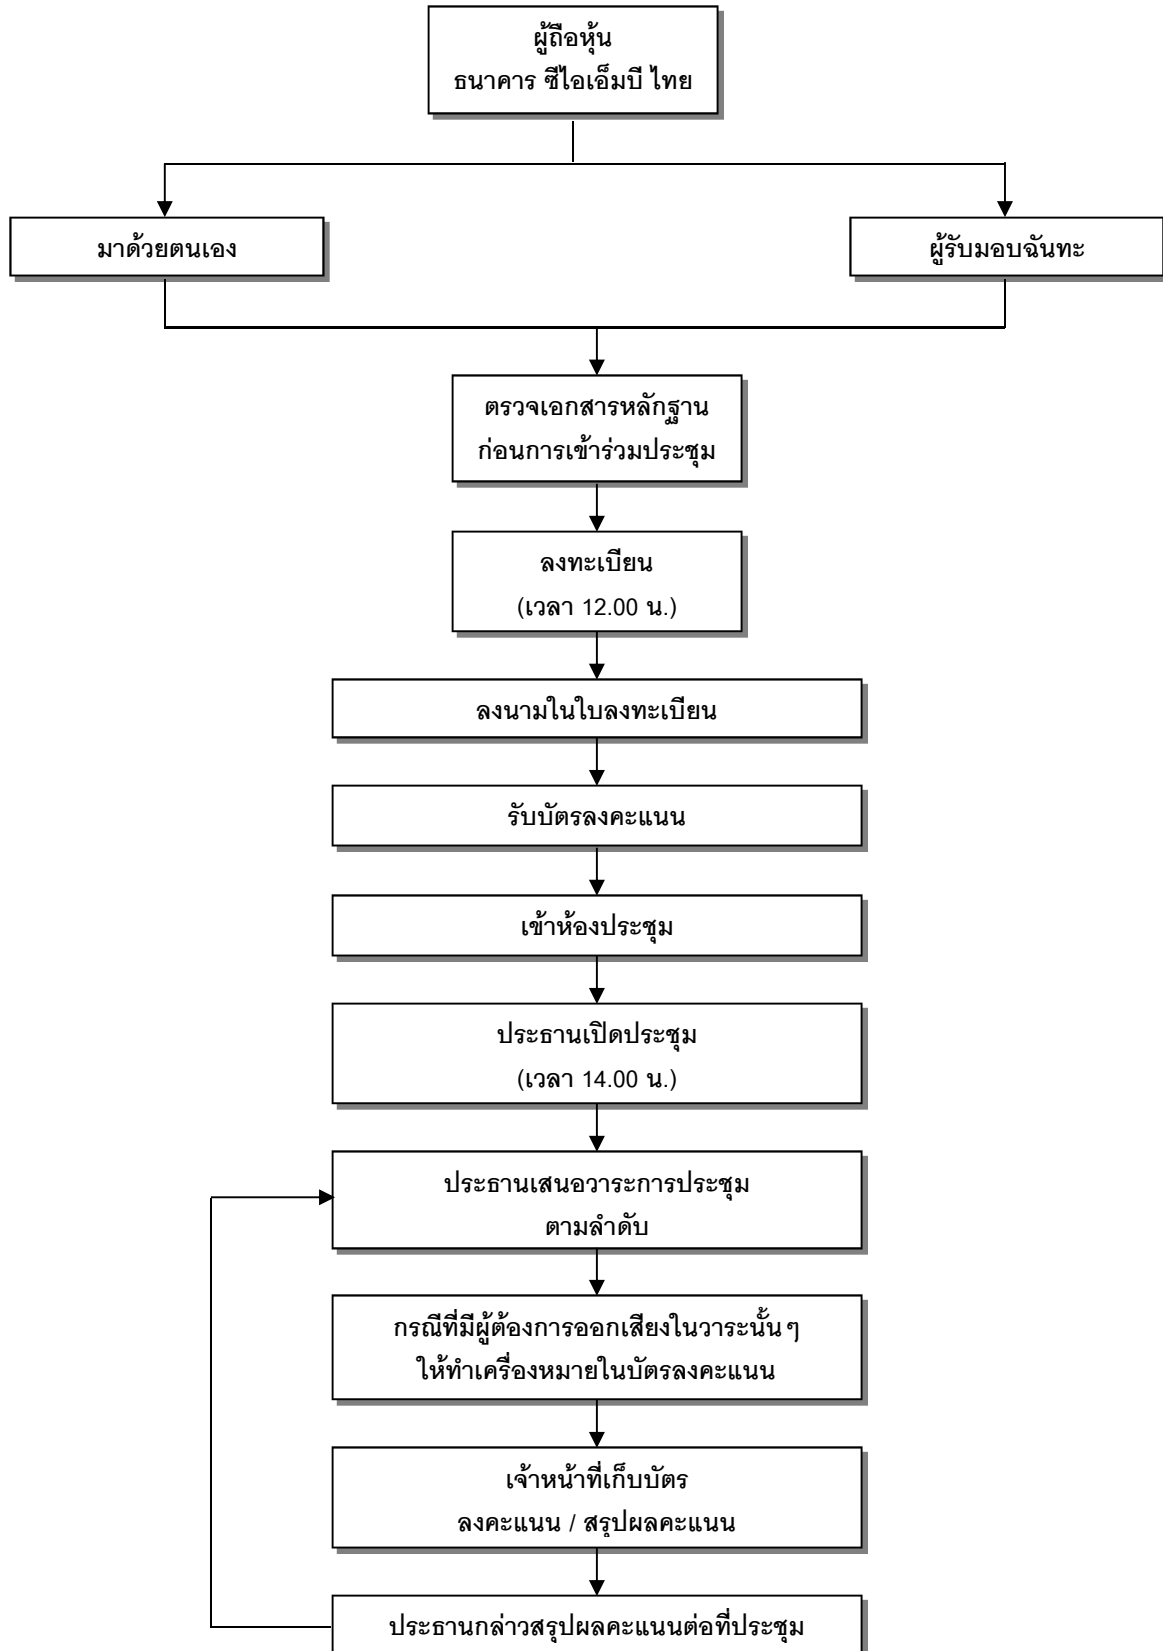 ผู้ถือหุ้น
ธนาคาร ซีไอเอ็มบี ไทย
มาด้วยตนเอง
ผู้รับมอบฉันทะ
ตรวจเอกสารหลักฐาน
ก่อนการเข้าร่วมประชุม
ลงทะเบียน
(เวลา 12.00 น.)
ลงนามในใบลงทะเบียน
รับบัตรลงคะแนน
เข้าห้องประชุม
ประธานเปิดประชุม
(เวลา 14.00 น.)
ประธานเสนอวาระการประชุม
ตามลำดับ
กรณีที่มีผู้ต้องการออกเสียงในวาระนั้น ๆ
ให้ทำเครื่องหมายในบัตรลงคะแนน
เจ้าหน้าที่เก็บบัตร
ลงคะแนน / สรุปผลคะแนน
ประธานกล่าวสรุปผลคะแนนต่อที่ประชุม